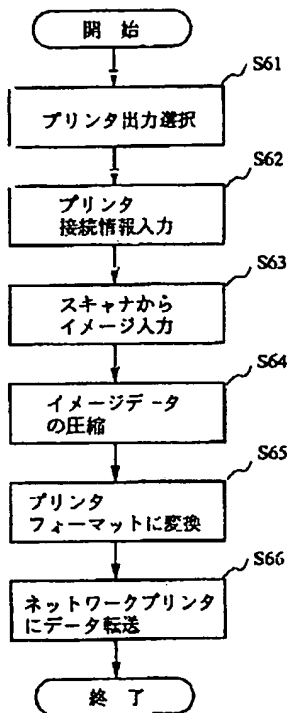 開 始
S61
プリンタ出力選択
S62
プリンタ
接続情報入力
S63
スキャナから
イメージ入力
S64
イメージデータ
の圧縮
S65
プリンタ
フォーマットに変換
S66
ネットワークプリンタ
にデータ転送
終 了